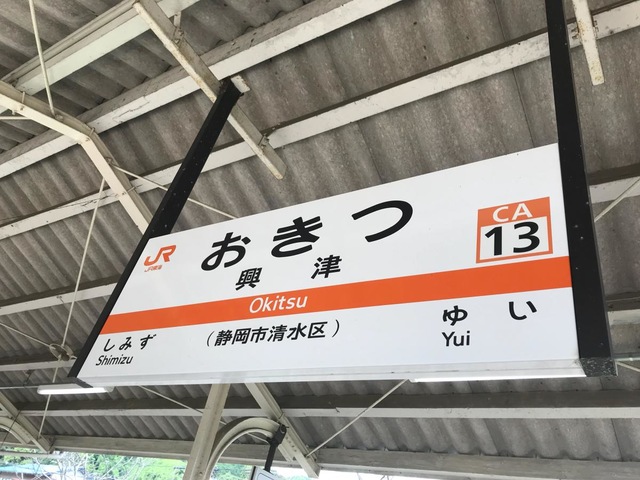 JR
JR東海
おきつ
興津
CA
13
Okitsu
しみず
Shimizu
(静岡市清水区)
ゆい
Yui